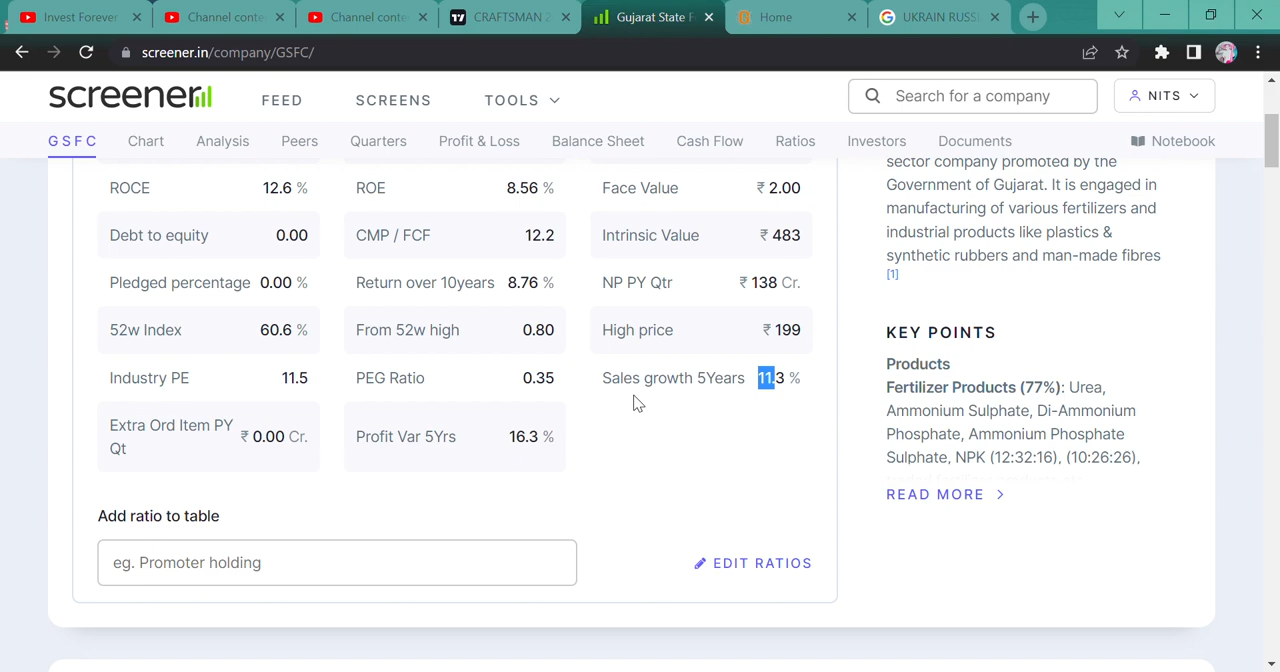 Invest Forever
Channel conte
Channel conte
CRAFTSMAN 2
Gujarat State F
Home
UKRAIN RUSSI
screener.in/company/GSFC/
screener
FEED
SCREENS
TOOLS
Search for a company
NITS
GSFC
Chart
Analysis
Peers
Quarters
Profit & Loss
Balance Sheet
Cash Flow
Ratios
Investors
Documents
Notebook
ROCE 12.6 %
ROE 8.56 %
Face Value ₹ 2.00
Debt to equity 0.00
CMP / FCF 12.2
Intrinsic Value ₹ 483
Pledged percentage 0.00 %
Return over 10years 8.76 %
NP PY Qtr ₹ 138 Cr.
52w Index 60.6 %
From 52w high 0.80
High price ₹ 199
Industry PE 11.5
PEG Ratio 0.35
Sales growth 5Years 11.3 %
Extra Ord Item PY
Qt ₹ 0.00 Cr.
Profit Var 5Yrs 16.3 %
Add ratio to table
eg. Promoter holding
EDIT RATIOS
sector company promoted by the
Government of Gujarat. It is engaged in
manufacturing of various fertilizers and
industrial products like plastics &
synthetic rubbers and man-made fibres
[1]
KEY POINTS
Products
Fertilizer Products (77%): Urea,
Ammonium Sulphate, Di-Ammonium
Phosphate, Ammonium Phosphate
Sulphate, NPK (12:32:16), (10:26:26),
READ MORE